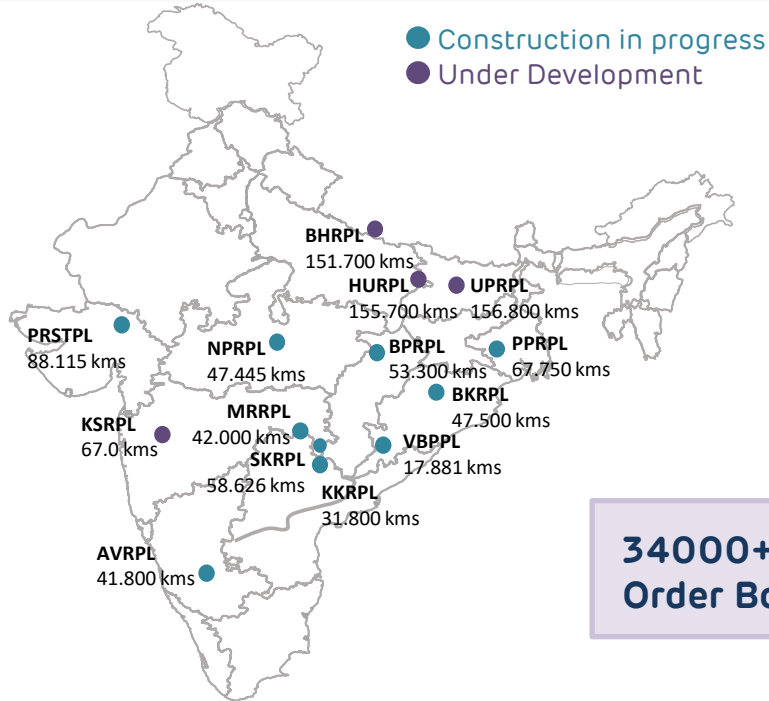 Construction in progress
Under Development
BHRPL
151.700 kms
HURPL
155.700 kms
UPRPL
156.800 kms
PRSTPL
88.115 kms
NPRPL
47.445 kms
BPRPL
53.300 kms
PPRPL
67.750 kms
BKRPL
47.500 kms
KSRPL
67.0 kms
MRRPL
42.000 kms
SKRPL
58.626 kms
VBPPL
17.881 kms
KKRPL
31.800 kms
AVRPL
41.800 kms
34000+
Order Bo